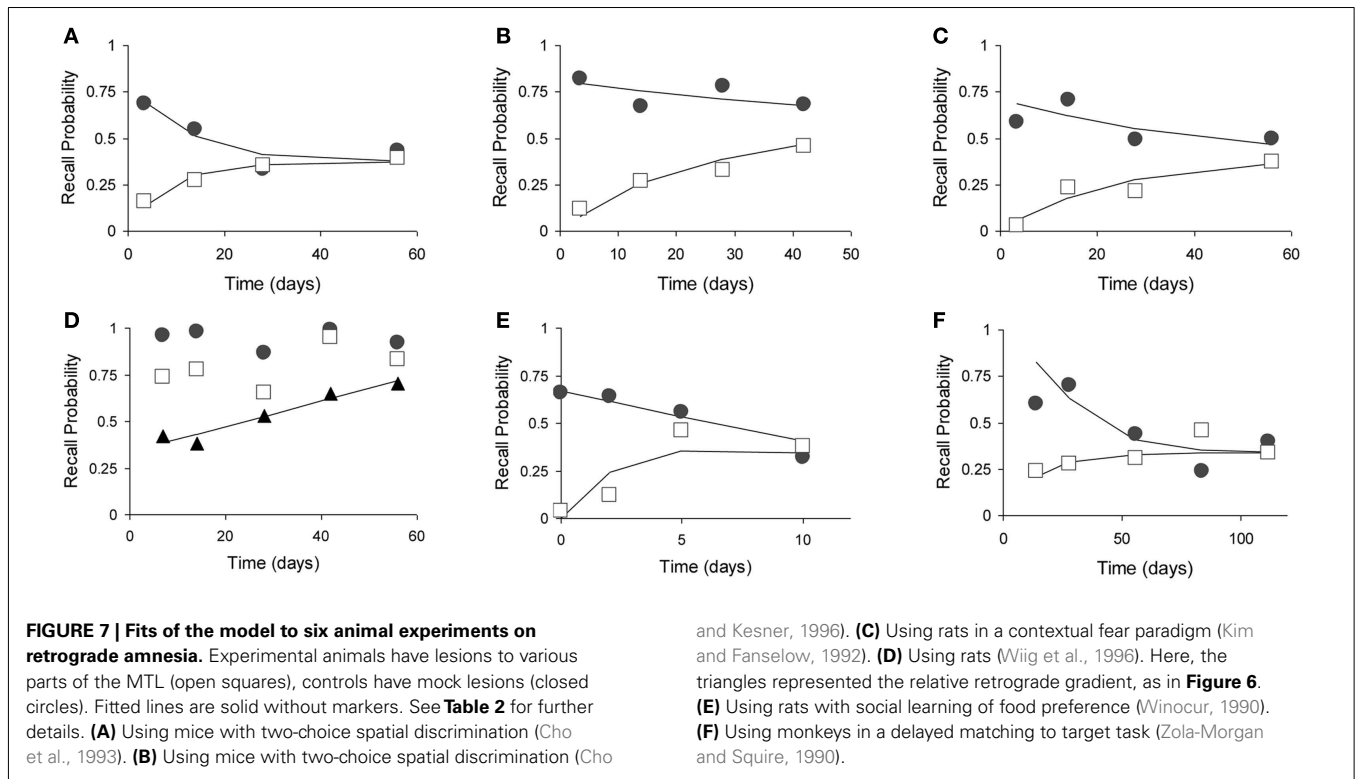 A
1
0.75
0.5
0.25
0
0 20 40 60
Recall Probability
Time (days)
B
1
0.75
0.5
0.25
0
0 10 20 30 40 50
Recall Probability
Time (days)
C
1
0.75
0.5
0.25
0
0 20 40 60
Recall Probability
Time (days)
D
1
0.75
0.5
0.25
0
0 20 40 60
Recall Probability
Time (days)
E
1
0.75
0.5
0.25
0
0 5 10
Recall Probability
Time (days)
F
1
0.75
0.5
0.25
0
0 50 100
Recall Probability
Time (days)
FIGURE 7 | Fits of the model to six animal experiments on
retrograde amnesia. Experimental animals have lesions to various
parts of the MTL (open squares), controls have mock lesions (closed
circles). Fitted lines are solid without markers. See Table 2 for further
details. (A) Using mice with two-choice spatial discrimination (Cho
et al., 1993). (B) Using mice with two-choice spatial discrimination (Cho
and Kesner, 1996). (C) Using rats in a contextual fear paradigm (Kim
and Fanselow, 1992). (D) Using rats (Wiig et al., 1996). Here, the
triangles represented the relative retrograde gradient, as in Figure 6.
(E) Using rats with social learning of food preference (Winocur, 1990).
(F) Using monkeys in a delayed matching to target task (Zola-Morgan
and Squire, 1990).